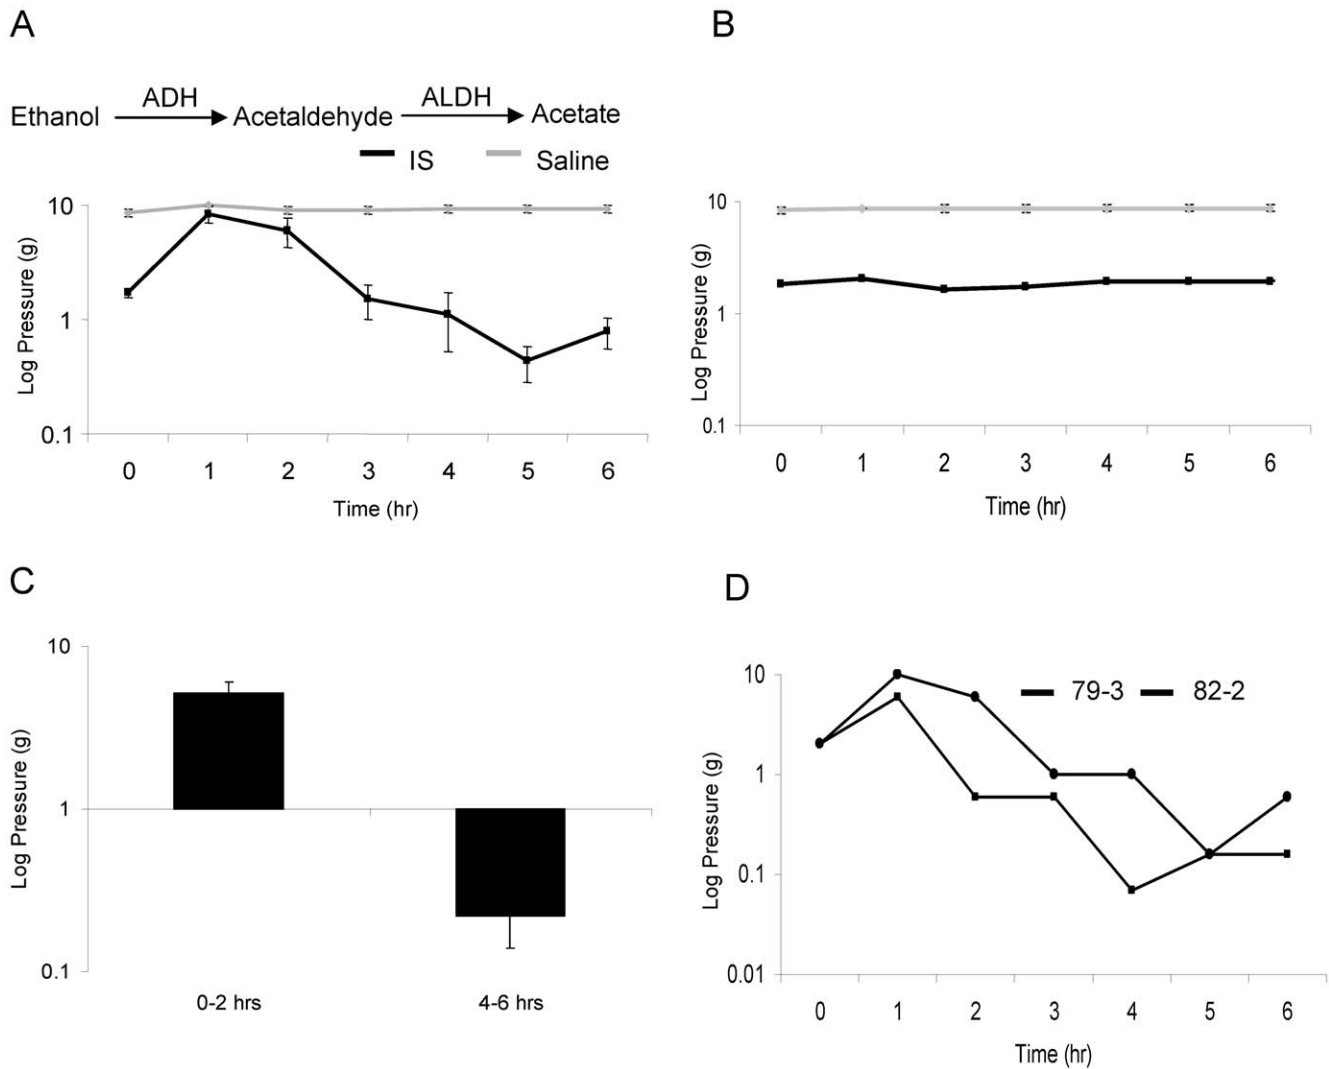 A
ADH
ALDH
Ethanol
Acetaldehyde
Acetate
IS
Saline
10
1
0.1
Log Pressure (g)
0 1 2 3 4 5 6
Time (hr)
B
10
1
0.1
Log Pressure (g)
0 1 2 3 4 5 6
Time (hr)
C
10
1
0.1
Log Pressure (g)
0-2 hrs
4-6 hrs
D
79-3
82-2
10
1
0.1
0.01
Log Pressure (g)
0 1 2 3 4 5 6
Time (hr)